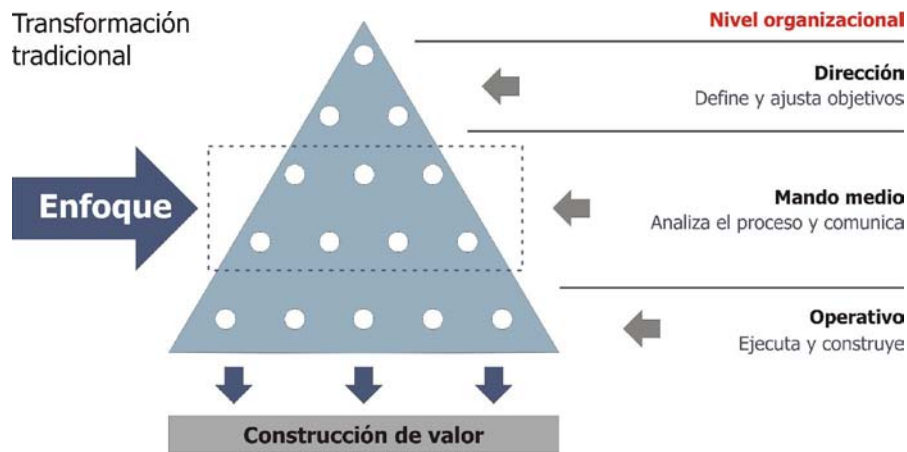 Transformación
tradicional
Nivel organizacional
Dirección
Define y ajusta objetivos
Enfoque
Mando medio
Analiza el proceso y comunica
Operativo
Ejecuta y construye
Construcción de valor